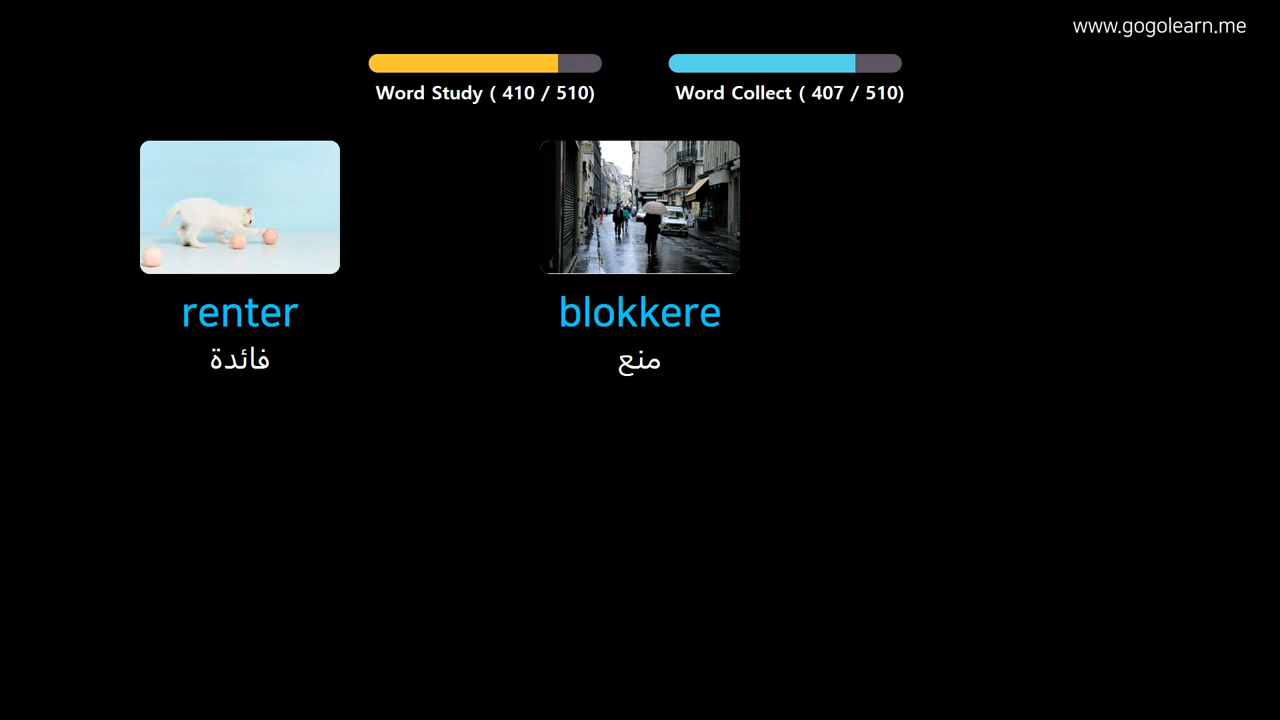 www.gogolearn.me
Word Study ( 410 / 510)
Word Collect ( 407 / 510)
renter
فائدة
blokkere
منع